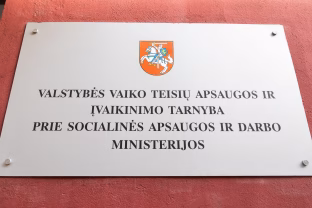 VALSTYBĖS VAIKO TEISIŲ APSAUGOS IR
ĮVAIKINIMO TARNYBA
PRIE SOCIALINĖS APSAUGOS IR DARBO
MINISTERIJOS